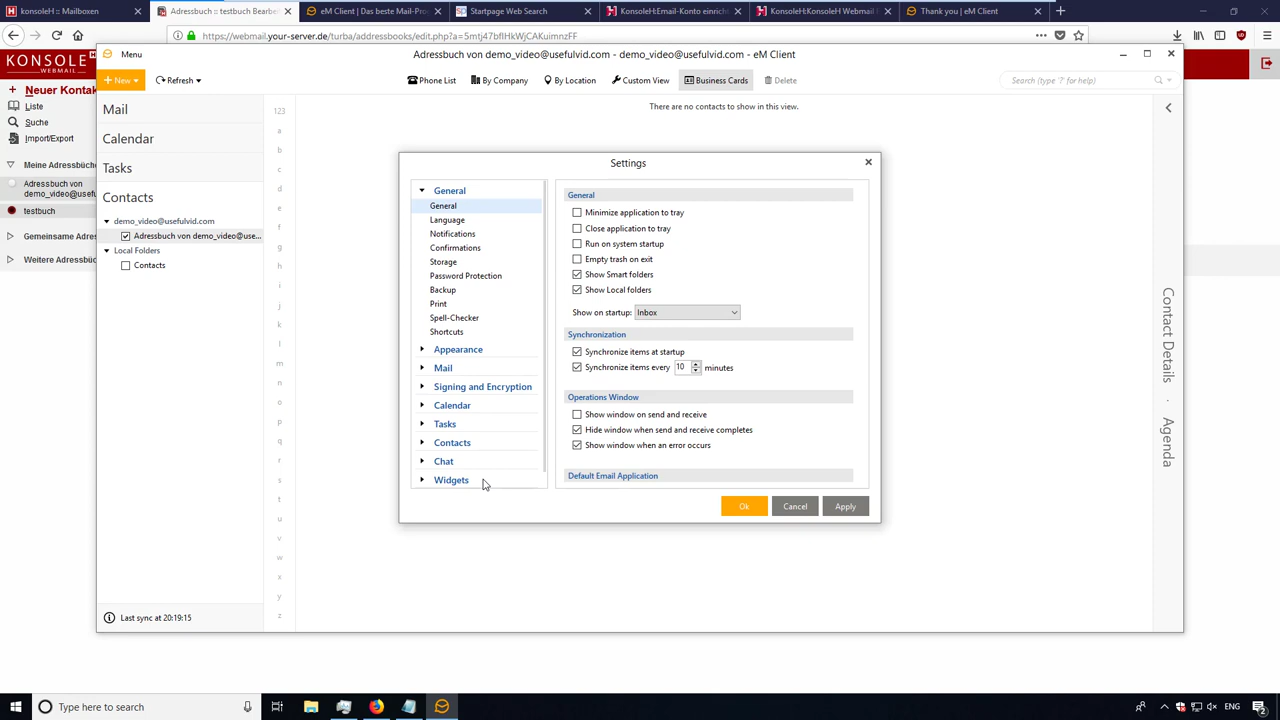 konsoleH :: Mailboxen
Adressbuch :: testbuch Bearbei
eM Client | Das beste Mail-Prog
Startpage Web Search
KonsoleH:Email-Konto einricht
KonsoleH:KonsoleH Webmail
Thank you | eM Client
https://webmail.your-server.de/turba/addressbooks/edit.php?a=5mtj47bfIHkWjCAKuimnzFF
KONSOLE
WEBMAIL
Neuer Kontak
Liste
Suche
Import/Export
Meine Adressbüche
Adressbuch von
demo_video@usefu
testbuch
Gemeinsame Adres
Weitere Adressbüc
Menu
Adressbuch von demo_video@usefulvid.com - demo_video@usefulvid.com - eM Client
New
Refresh
Phone List
By Company
By Location
Custom View
Business Cards
Delete
Search (type '?' for help)
Mail
Calendar
Tasks
Contacts
demo_video@usefulvid.com
Adressbuch von demo_video@use...
Local Folders
Contacts
Last sync at 20:19:15
There are no contacts to show in this view.
123
a
b
c
d
e
f
g
h
i
j
k
l
m
n
o
p
q
r
s
t
u
v
w
x
y
z
Settings
General
General
Language
Notifications
Confirmations
Storage
Password Protection
Backup
Print
Spell-Checker
Shortcuts
Appearance
Mail
Signing and Encryption
Calendar
Tasks
Contacts
Chat
Widgets
General
Minimize application to tray
Close application to tray
Run on system startup
Empty trash on exit
Show Smart folders
Show Local folders
Show on startup: Inbox
Synchronization
Synchronize items at startup
Synchronize items every 10 minutes
Operations Window
Show window on send and receive
Hide window when send and receive completes
Show window when an error occurs
Default Email Application
Ok
Cancel
Apply
Contact Details
Agenda
Type here to search
ENG
2